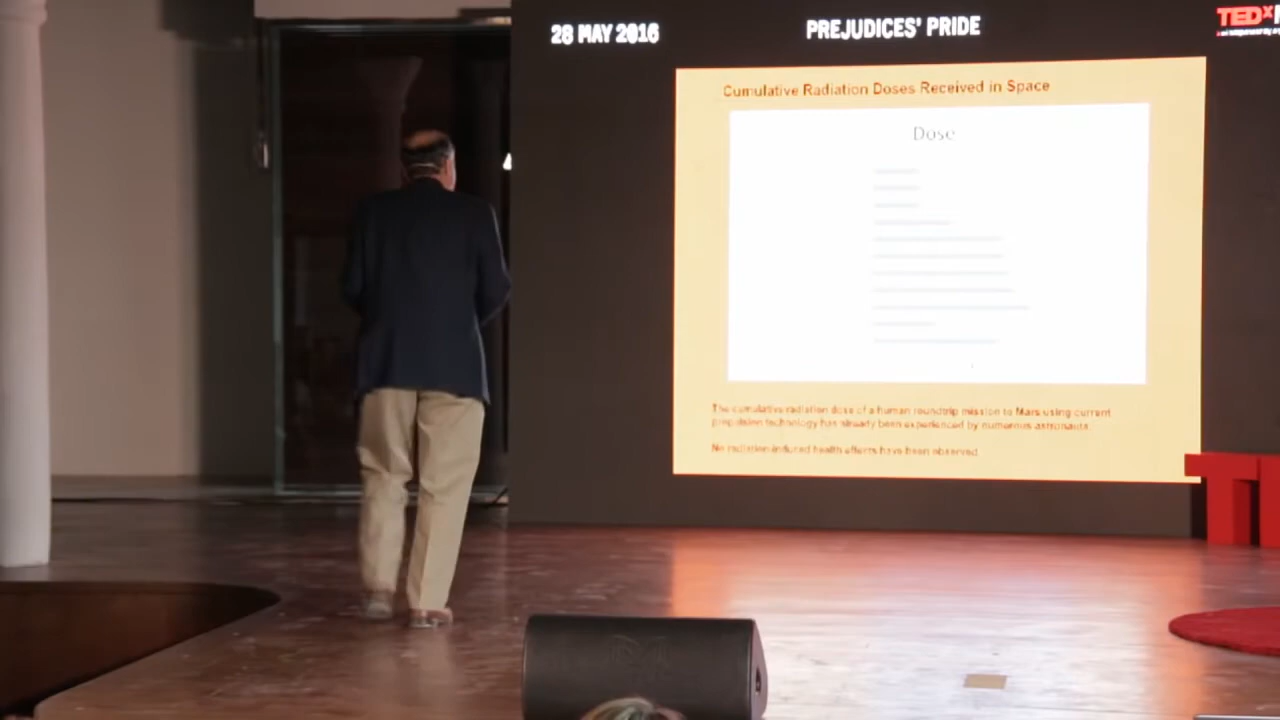 28 MAY 2016
PREJUDICES' PRIDE
TEDx
Cumulative Radiation Doses Received in Space
Dose
The cumulative radiation dose of a human roundtrip mission to Mars using current
propulsion technology has already been experienced by numerous astronauts.
No radiation-induced health effects have been observed.